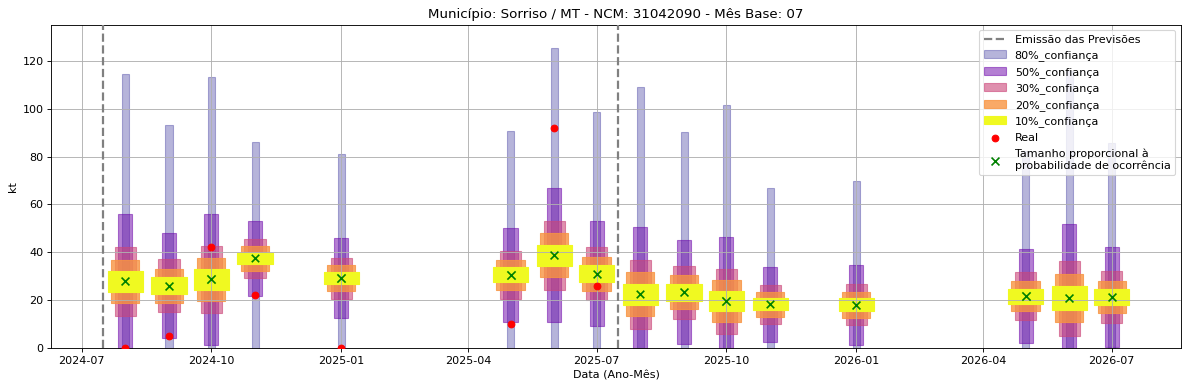 Município: Sorriso / MT - NCM: 31042090 - Mês Base: 07
120
100
80
60
40
20
0
kt
2024-07
2024-10
2025-01
2025-04
2025-07
2025-10
2026-01
2026-04
2026-07
Data (Ano-Mês)
Emissão das Previsões
80%_confiança
50%_confiança
30%_confiança
20%_confiança
10%_confiança
Real
Tamanho proporcional à
probabilidade de ocorrência